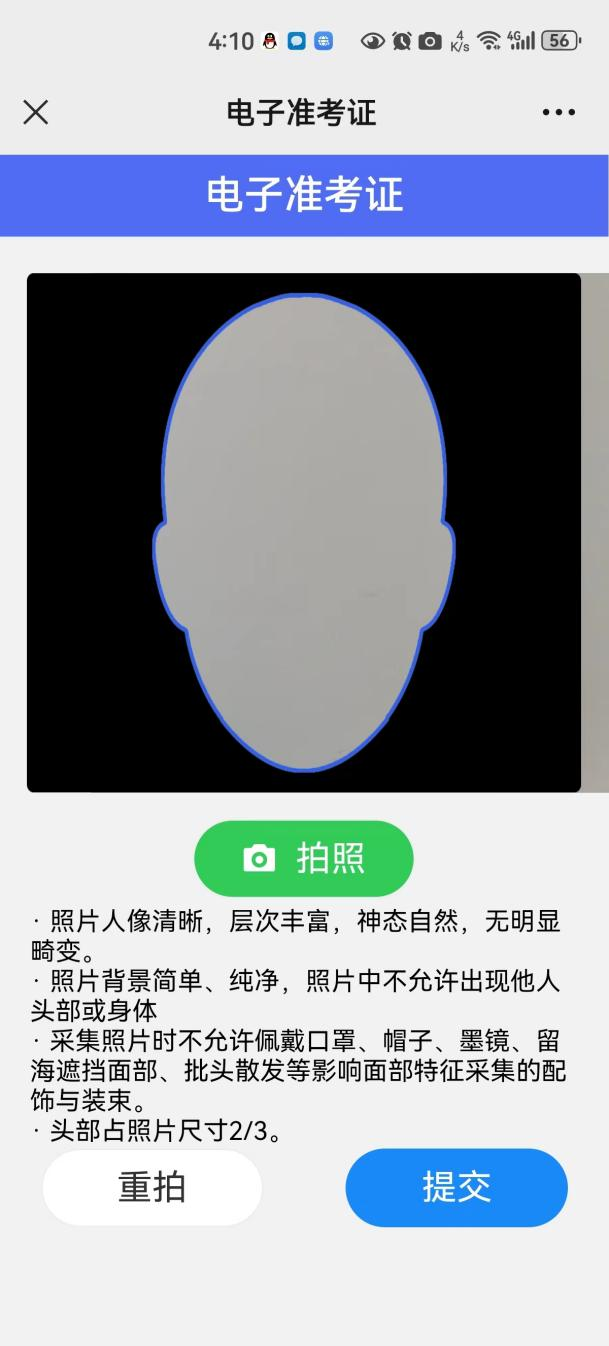 4:10 4 K/s 4G 56
电子准考证
电子准考证
拍照
· 照片人像清晰，层次丰富，神态自然，无明显
畸变。
· 照片背景简单、纯净，照片中不允许出现他人
头部或身体
· 采集照片时不允许佩戴口罩、帽子、墨镜、留
海遮挡面部、批头散发等影响面部特征采集的配
饰与装束。
· 头部占照片尺寸2/3。
重拍 提交